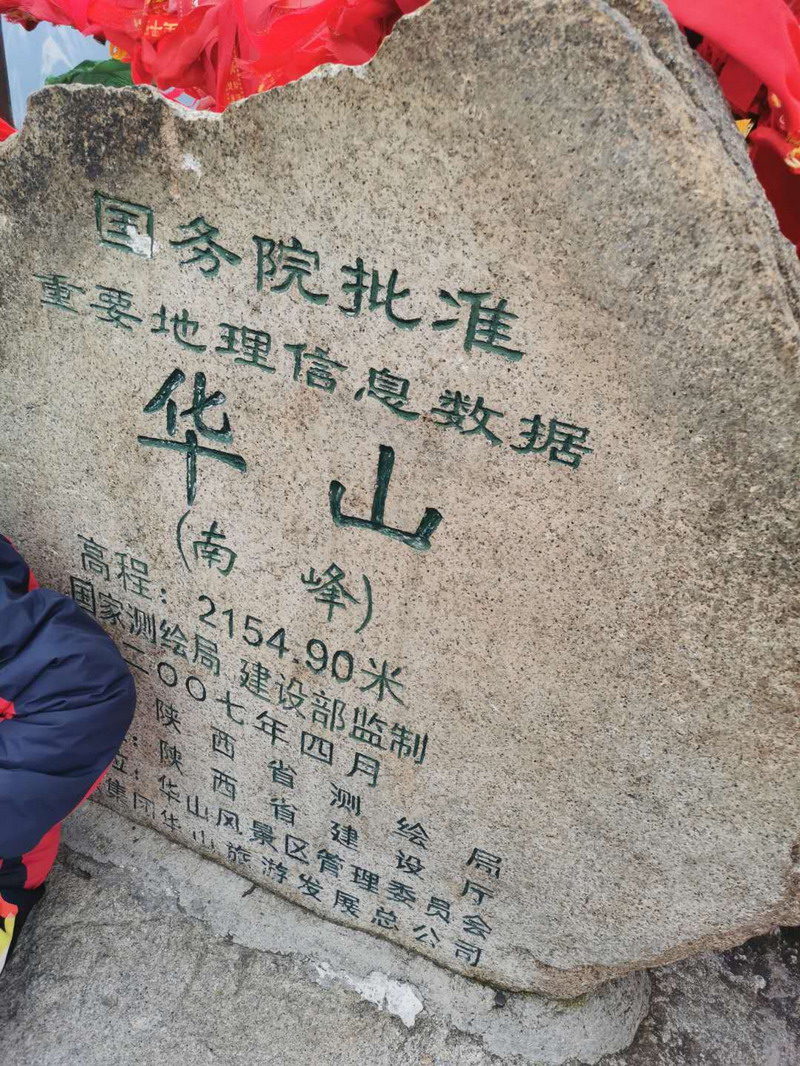 国务院批准
重要地理信息数据
华山
(南峰)
高程：2154.90米
国家测绘局 建设部监制
二〇〇七年四月
陕西省测绘局
：陕西省建设厅
位：华山风景区管理委员会
集团华山旅游发展总公司